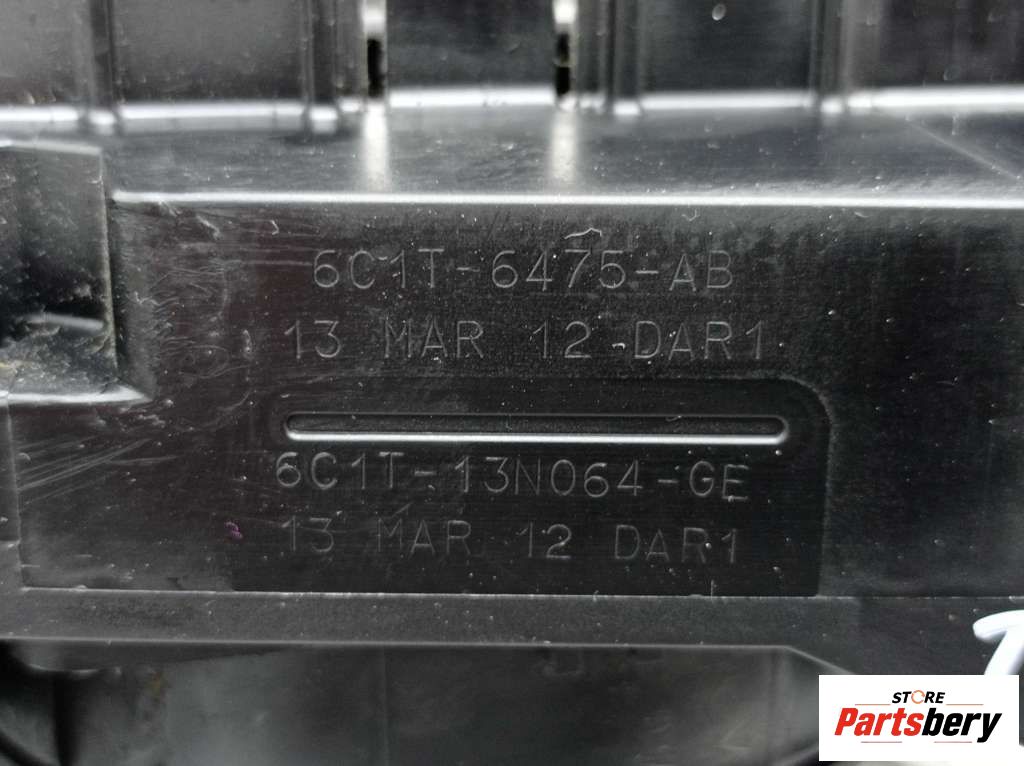 6C1T-6475-AB
13 MAR 12 DAR1
6C1T-13N064-GE
13 MAR 12 DAR1
STORE
Partsbery